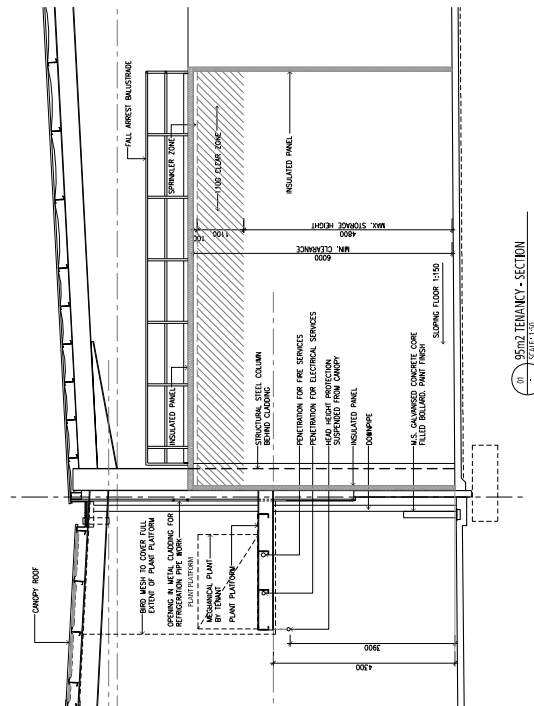 CANOPY ROOF
FALL ARREST BALUSTRADE
SPRINKLER ZONE
1100 CLEAR ZONE
INSULATED PANEL
100
1100
4800
MAX. STORAGE HEIGHT
6000
MIN. CLEARANCE
SLOPING FLOOR 1:150
INSULATED PANEL
STRUCTURAL STEEL COLUMN
BEHIND CLADDING
PENETRATION FOR FIRE SERVICES
PENETRATION FOR ELECTRICAL SERVICES
HEAD HEIGHT PROTECTION
SUSPENDED FROM CANOPY
INSULATED PANEL
DOWNPIPE
M.S. GALVANISED CONCRETE CORE
FILLED BOLLARD. PAINT FINISH
BIRD MESH TO COVER FULL
EXTENT OF PLANT PLATFORM
OPENING IN METAL CLADDING FOR
REFRIGERATION PIPE WORK
PLANT PLATFORM
MECHANICAL PLANT
BY TENANT
PLANT PLATFORM
3900
4300
01
-
95m2 TENANCY - SECTION
SCALE 1:50